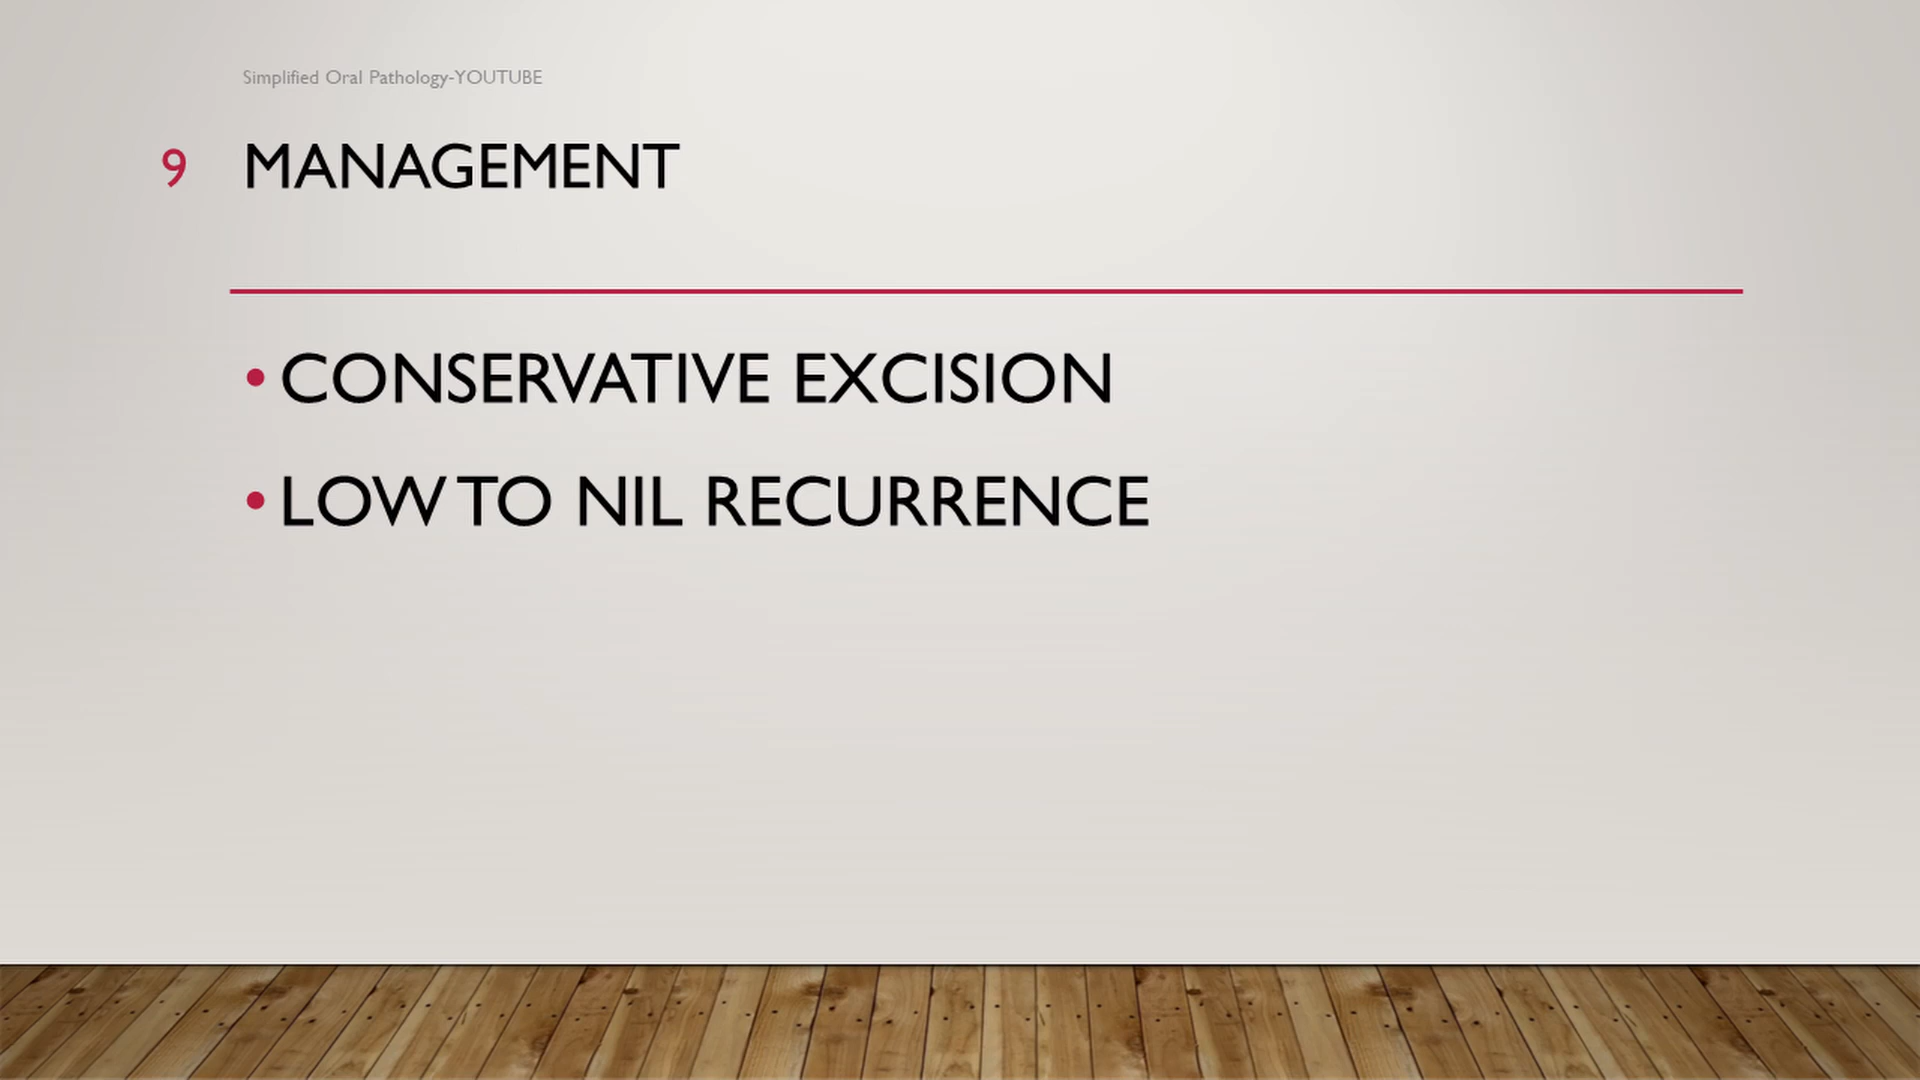 Simplified Oral Pathology-YOUTUBE
9 MANAGEMENT
• CONSERVATIVE EXCISION
• LOW TO NIL RECURRENCE